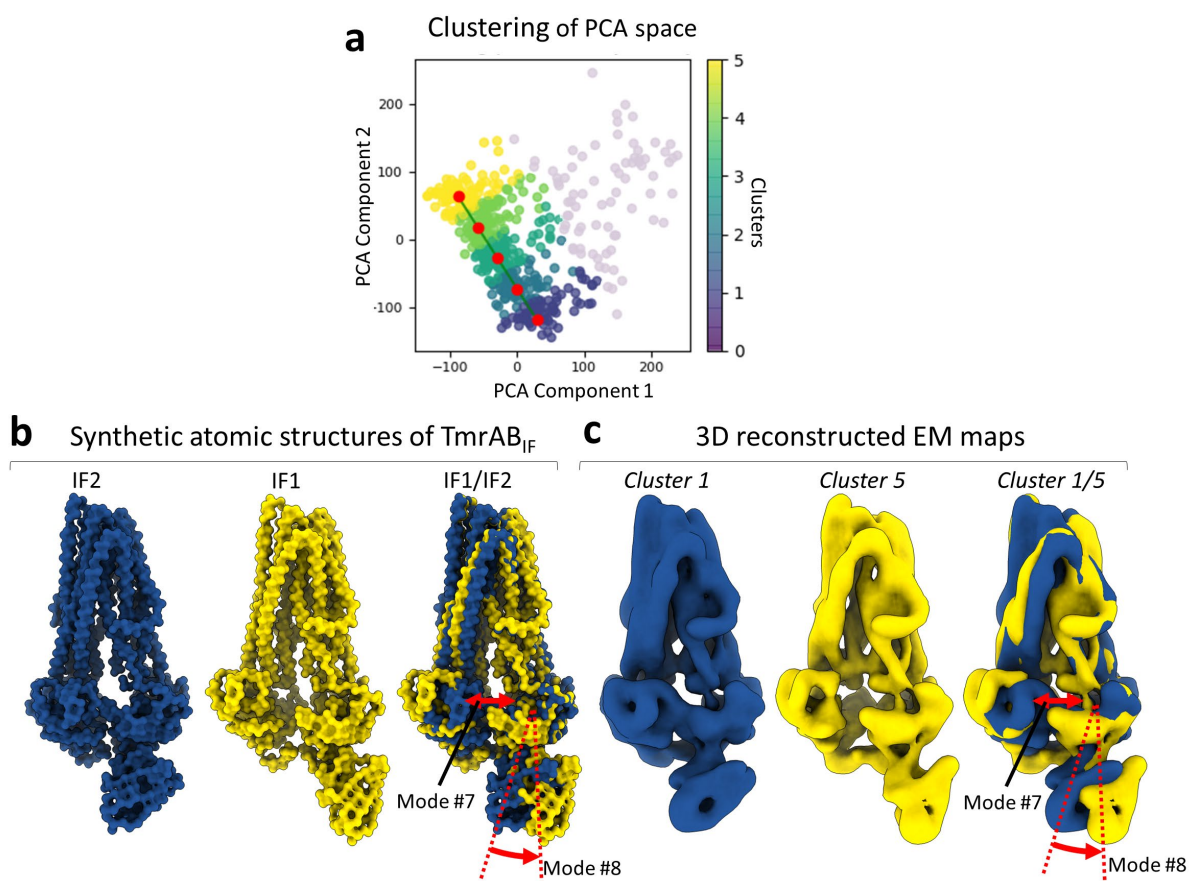 a
Clustering of PCA space
PCA Component 2
200
100
0
-100
−100
0
100
200
PCA Component 1
5
4
3
2
1
0
Clusters
b
Synthetic atomic structures of TmrABIF
IF2
IF1
IF1/IF2
Mode #7
Mode #8
c
3D reconstructed EM maps
Cluster 1
Cluster 5
Cluster 1/5
Mode #7
Mode #8